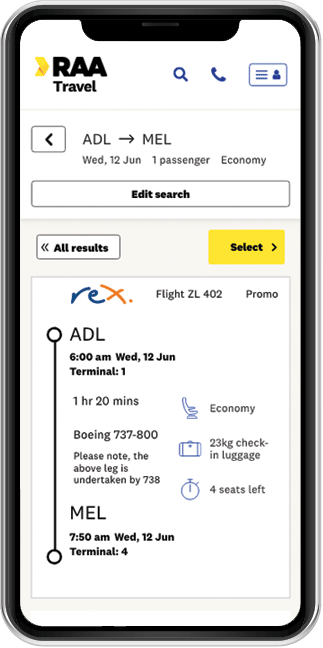 RAA
Travel
ADL → MEL
Wed, 12 Jun 1 passenger Economy
Edit search
« All results
Select >
rex. Flight ZL 402 Promo
ADL
6:00 am Wed, 12 Jun
Terminal: 1
1 hr 20 mins
Economy
Boeing 737-800
23kg check-
in luggage
Please note, the
above leg is
undertaken by 738
4 seats left
MEL
7:50 am Wed, 12 Jun
Terminal: 4